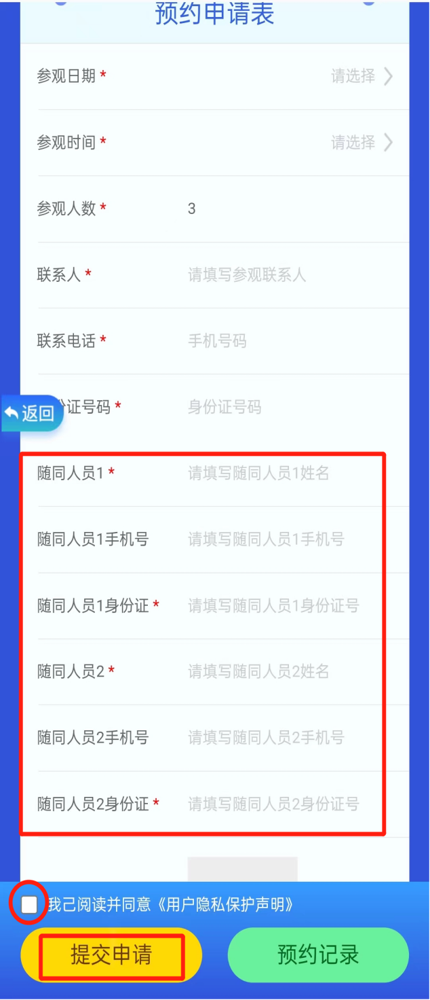 预约申请表
参观日期 * 请选择
参观时间 * 请选择
参观人数 * 3
联系人 * 请填写参观联系人
联系电话 * 手机号码
份证号码 * 身份证号码
返回
随同人员1 * 请填写随同人员1姓名
随同人员1手机号 请填写随同人员1手机号
随同人员1身份证 * 请填写随同人员1身份证号
随同人员2 * 请填写随同人员2姓名
随同人员2手机号 请填写随同人员2手机号
随同人员2身份证 * 请填写随同人员2身份证号
我已阅读并同意《用户隐私保护声明》
提交申请 预约记录